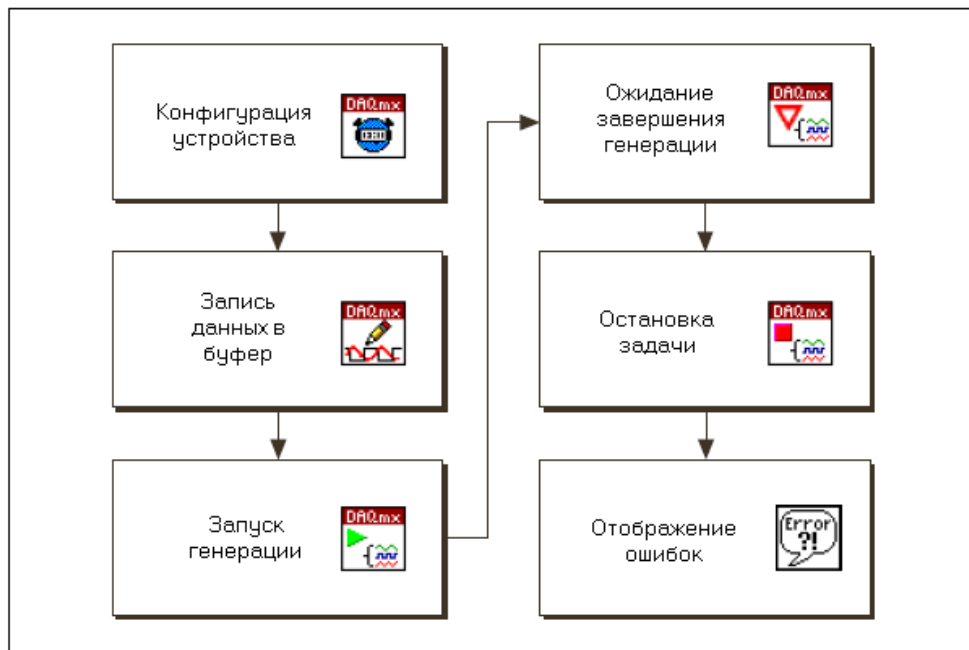 Конфигурация
устройства
DAQmx
Запись
данных в
буфер
DAQmx
Запуск
генерации
DAQmx
Ожидание
завершения
генерации
DAQmx
Остановка
задачи
DAQmx
Отображение
ошибок
Error
?!